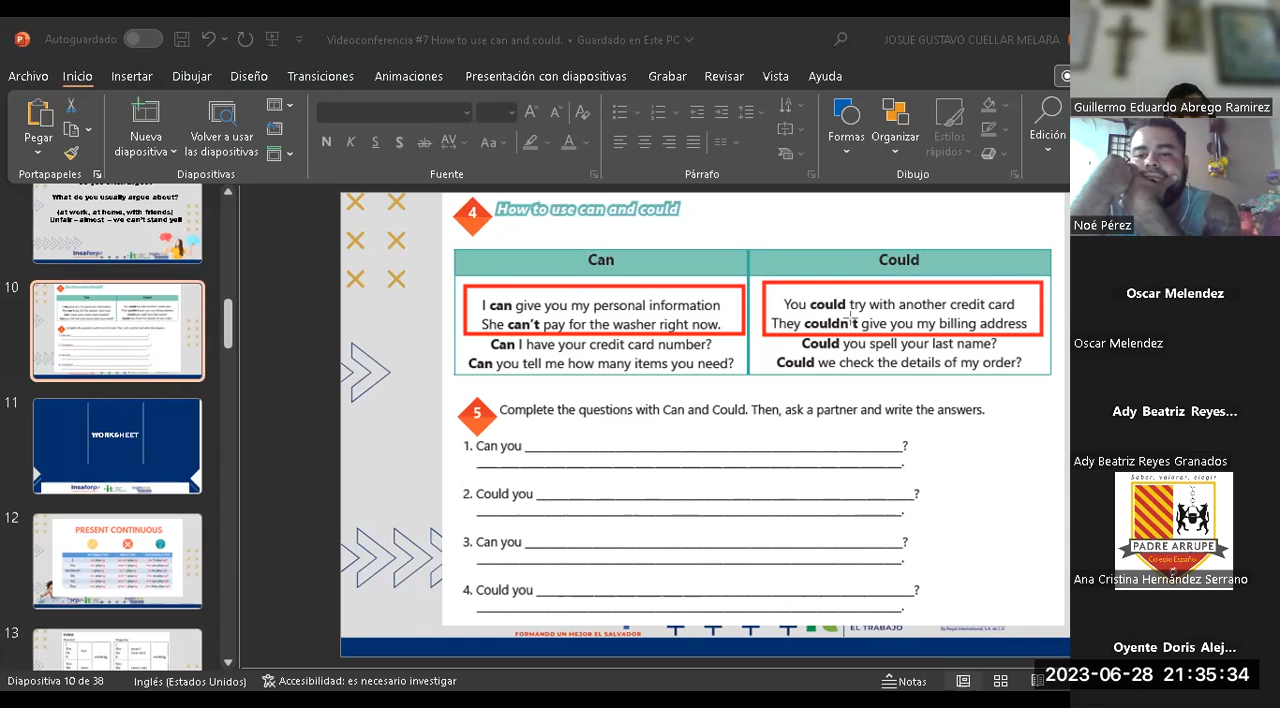 Autoguardado
Videoconferencia #7 How to use can and could. • Guardado en Este PC
JOSUE GUSTAVO CUELLAR MELARA
Archivo Inicio Insertar Dibujar Diseño Transiciones Animaciones Presentación con diapositivas Grabar Revisar Vista Ayuda
Pegar
Nueva diapositiva
Volver a usar las diapositivas
N K S S ab AV Aa A
Formas
Organizar
Estilos rápidos
Edición
Portapapeles
Diapositivas
Fuente
Párrafo
Dibujo
What do you usually argue about?
(at work, at home, with friends)
Unfair – almost – we can't stand yell
Insaforp
10
11
WORKSHEET
12
PRESENT CONTINUOUS
13
4
How to use can and could
Can
Could
I can give you my personal information
She can't pay for the washer right now.
Can I have your credit card number?
Can you tell me how many items you need?
You could try with another credit card
They couldn't give you my billing address
Could you spell your last name?
Could we check the details of my order?
5
Complete the questions with Can and Could. Then, ask a partner and write the answers.
1. Can you ?
.
2. Could you ?
.
3. Can you ?
.
4. Could you ?
.
FORMANDO UN MEJOR EL SALVADOR
EL TRABAJO
Diapositiva 10 de 38
Inglés (Estados Unidos)
Accesibilidad: es necesario investigar
Notas
Guillermo Eduardo Abrego Ramirez
Noé Pérez
Oscar Melendez
Oscar Melendez
Ady Beatriz Reyes...
Ady Beatriz Reyes Granados
Saber, valorar, elegir
PADRE ARRUPE
Colegio Español
Ana Cristina Hernández Serrano
Oyente Doris Alej...
2023-06-28 21:35:34